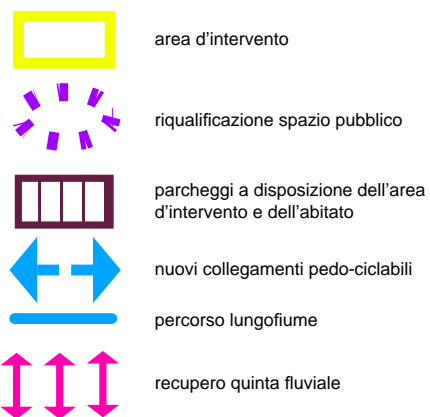 area d’intervento
riqualificazione spazio pubblico
parcheggi a disposizione dell’area
d’intervento e dell’abitato
nuovi collegamenti pedo-ciclabili
percorso lungofiume
recupero quinta fluviale